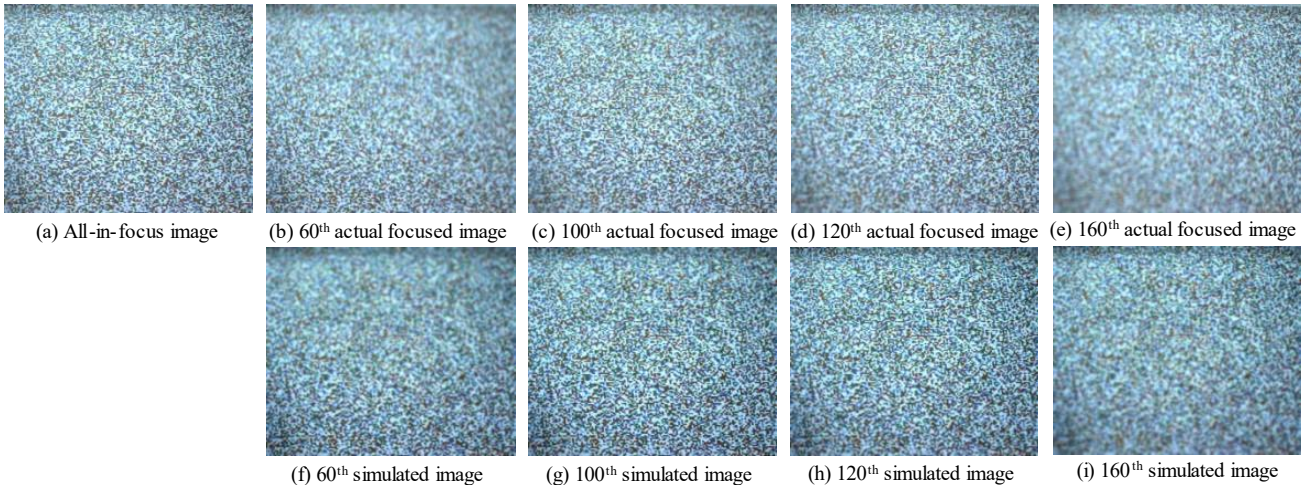 (a) All-in-focus image
(b) 60th actual focused image
(c) 100th actual focused image
(d) 120th actual focused image
(e) 160th actual focused image
(f) 60th simulated image
(g) 100th simulated image
(h) 120th simulated image
(i) 160th simulated image